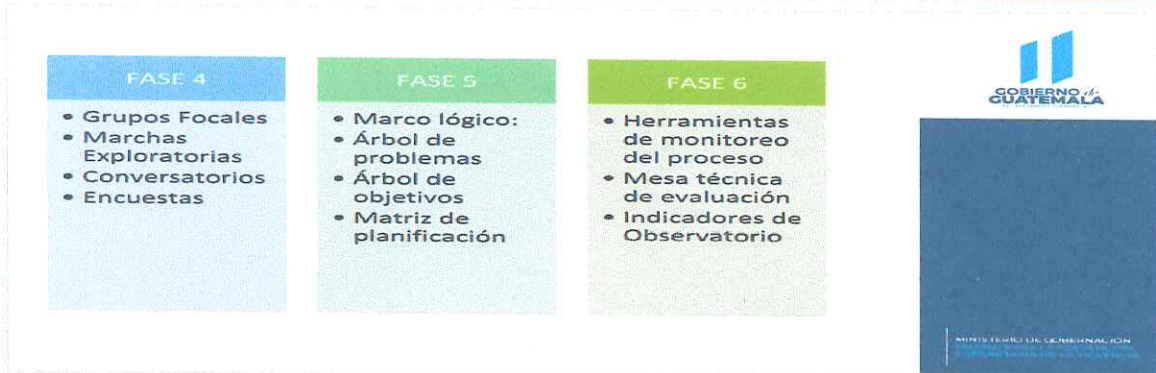 FASE 4
• Grupos Focales
• Marchas
Exploratorias
• Conversatorios
• Encuestas
FASE 5
• Marco lógico:
• Árbol de
problemas
• Árbol de
objetivos
• Matriz de
planificación
FASE 6
• Herramientas
de monitoreo
del proceso
• Mesa técnica
de evaluación
• Indicadores de
Observatorio
GOBIERNO de
GUATEMALA
MINISTERIO DE GOBERNACIÓN